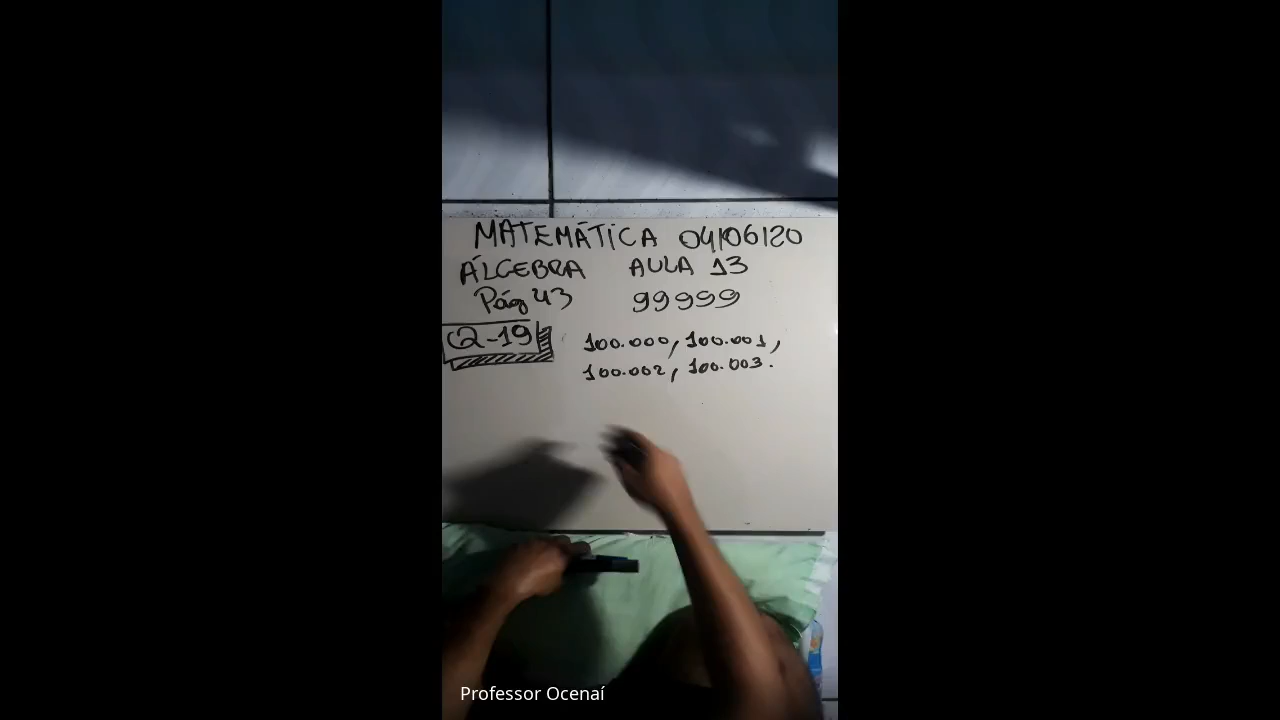 MATEMÁTICA 04/06/20
ÁLGEBRA AULA 13
Pág 43 99999
Q-19 100.000, 100.001,
100.002, 100.003.
Professor Ocenaí